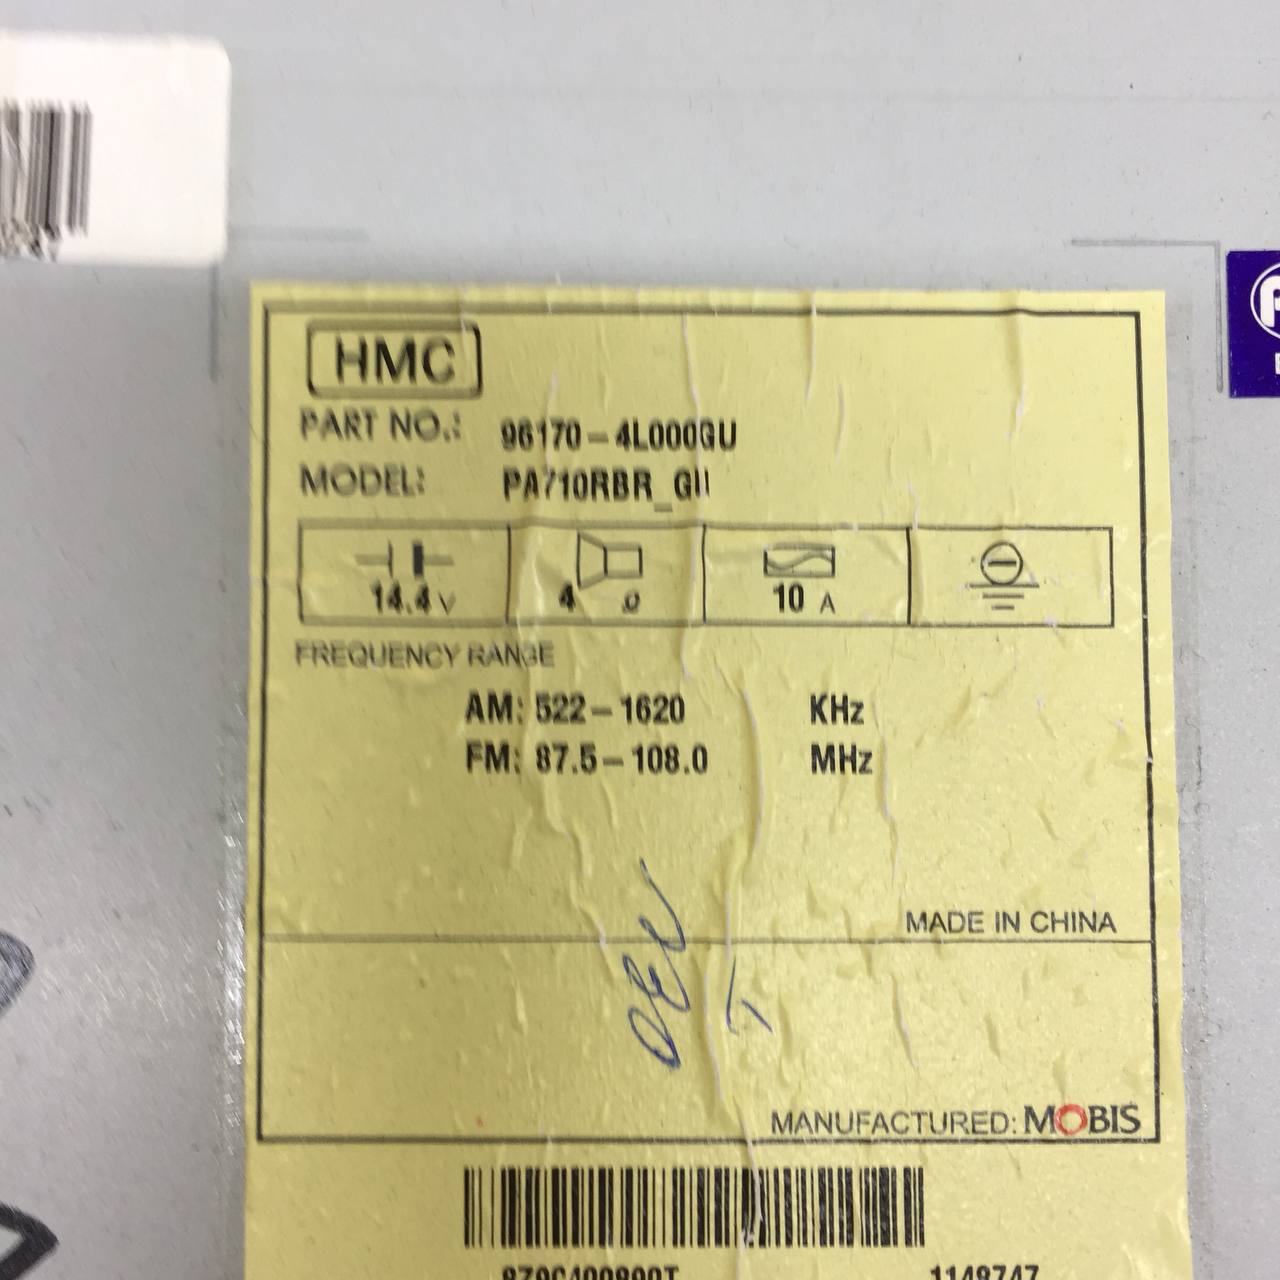 HMC
PART NO.: 96170-4L000GU
MODEL: PA710RBR_GU
14.4 V 4 Ω 10 A
FREQUENCY RANGE
AM: 522-1620 KHz
FM: 87.5-108.0 MHz
MADE IN CHINA
MANUFACTURED: MOBIS
1148747